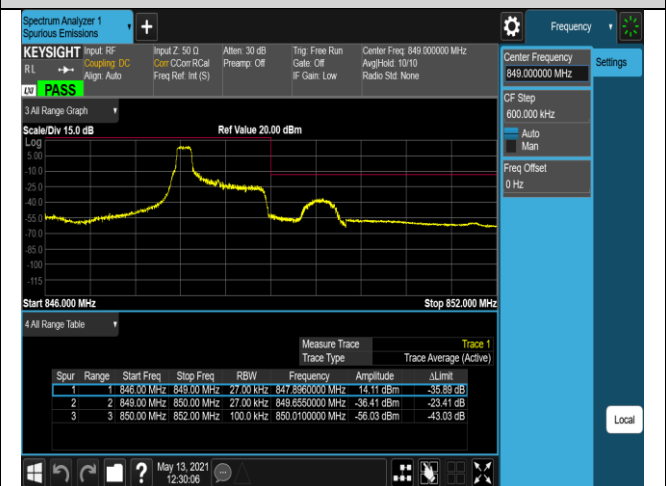 Spectrum Analyzer 1
Spurious Emissions
Frequency
KEYSIGHT
Input: RF
Input Z: 50 Ω
Atten: 30 dB
Trig: Free Run
Center Freq: 849.000000 MHz
RL
Coupling: DC
Corr CCorr RCal
Preamp: Off
Gate: Off
Avg|Hold: 10/10
Align: Auto
Freq Ref: Int (S)
IF Gain: Low
Radio Std: None
LXI
PASS
Center Frequency
849.000000 MHz
Settings
CF Step
600.000 kHz
Auto
Man
Freq Offset
0 Hz
3 All Range Graph
Scale/Div 15.0 dB
Ref Value 20.00 dBm
Log
5.00
-10.0
-25.0
-40.0
-55.0
-70.0
-85.0
-100
-115
Start 846.000 MHz
Stop 852.000 MHz
4 All Range Table
Measure Trace
Trace 1
Trace Type
Trace Average (Active)
Spur Range Start Freq Stop Freq RBW Frequency Amplitude ΔLimit
1 1 846.00 MHz 849.00 MHz 27.00 kHz 847.8960000 MHz 14.11 dBm -35.89 dB
2 2 849.00 MHz 850.00 MHz 27.00 kHz 849.6550000 MHz -36.41 dBm -23.41 dB
3 3 850.00 MHz 852.00 MHz 100.0 kHz 850.0100000 MHz -56.03 dBm -43.03 dB
Local
May 13, 2021
12:30:06